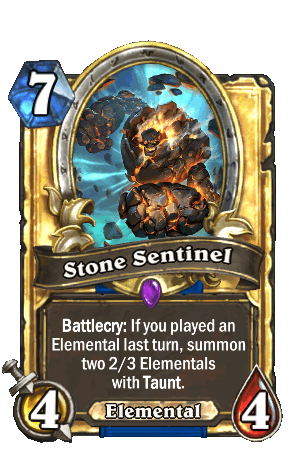 7
Stone Sentinel
Battlecry: If you played an
Elemental last turn, summon
two 2/3 Elementals
with Taunt.
4
Elemental
4